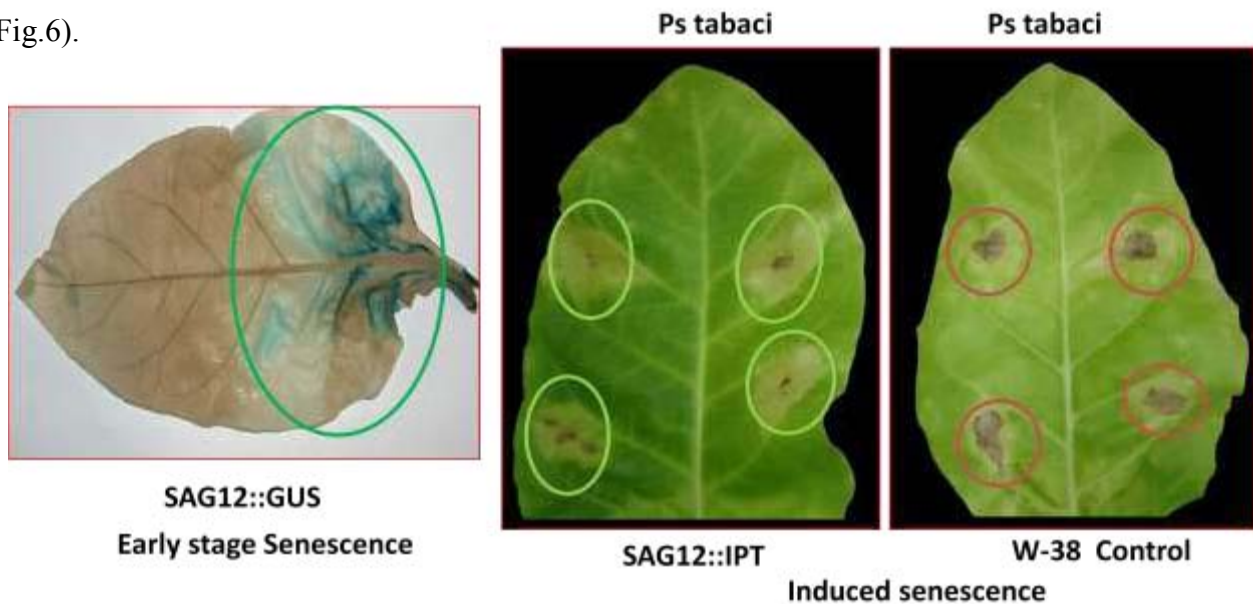 Fig.6).
Ps tabaci
Ps tabaci
SAG12::GUS
Early stage Senescence
SAG12::IPT
W-38 Control
Induced senescence